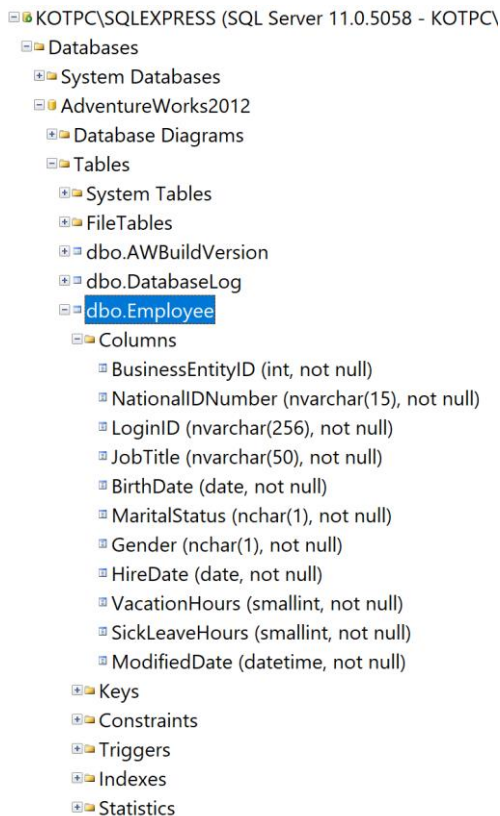 KOTPC\SQLEXPRESS (SQL Server 11.0.5058 - KOTPC\
Databases
System Databases
AdventureWorks2012
Database Diagrams
Tables
System Tables
FileTables
dbo.AWBuildVersion
dbo.DatabaseLog
dbo.Employee
Columns
BusinessEntityID (int, not null)
NationalIDNumber (nvarchar(15), not null)
LoginID (nvarchar(256), not null)
JobTitle (nvarchar(50), not null)
BirthDate (date, not null)
MaritalStatus (nchar(1), not null)
Gender (nchar(1), not null)
HireDate (date, not null)
VacationHours (smallint, not null)
SickLeaveHours (smallint, not null)
ModifiedDate (datetime, not null)
Keys
Constraints
Triggers
Indexes
Statistics